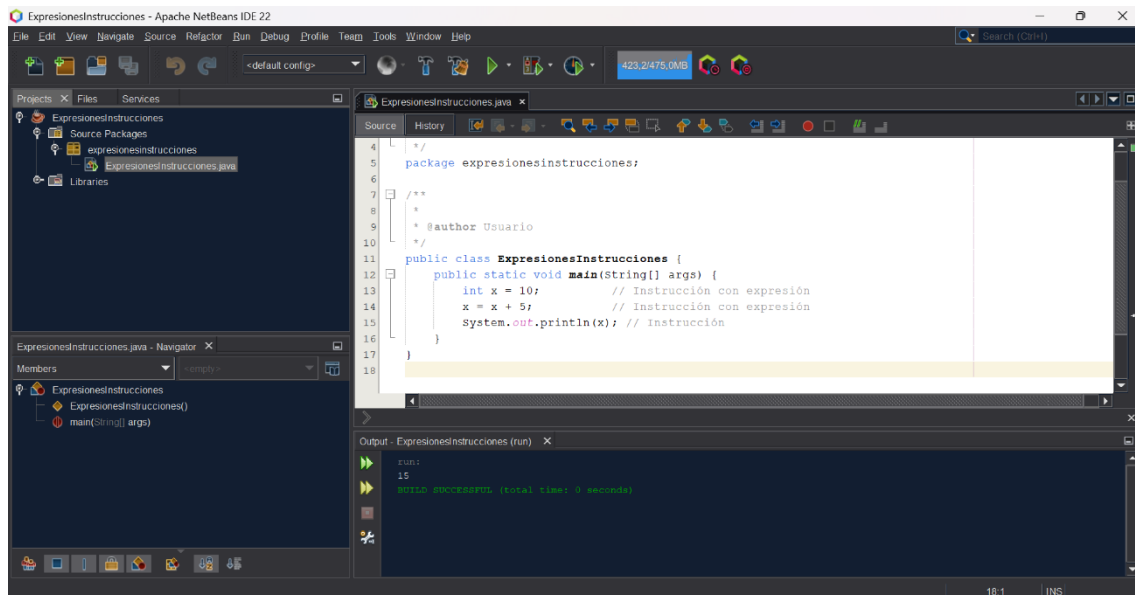 ExpresionesInstrucciones - Apache NetBeans IDE 22
File Edit View Navigate Source Refactor Run Debug Profile Team Tools Window Help
Search (Ctrl+I)
<default config>
423,2/475,0MB
Projects Files Services
ExpresionesInstrucciones
Source Packages
expresionesinstrucciones
ExpresionesInstrucciones.java
Libraries
ExpresionesInstrucciones.java - Navigator
Members <empty>
ExpresionesInstrucciones
ExpresionesInstrucciones()
main(String[] args)
ExpresionesInstrucciones.java
Source History
4 */
5 package expresionesinstrucciones;
6
7 /**
8 *
9 * @author Usuario
10 */
11 public class ExpresionesInstrucciones {
12 public static void main(String[] args) {
13 int x = 10; // Instrucción con expresión
14 x = x + 5; // Instrucción con expresión
15 System.out.println(x); // Instrucción
16 }
17 }
18
Output - ExpresionesInstrucciones (run)
run:
15
BUILD SUCCESSFUL (total time: 0 seconds)
18:1 INS